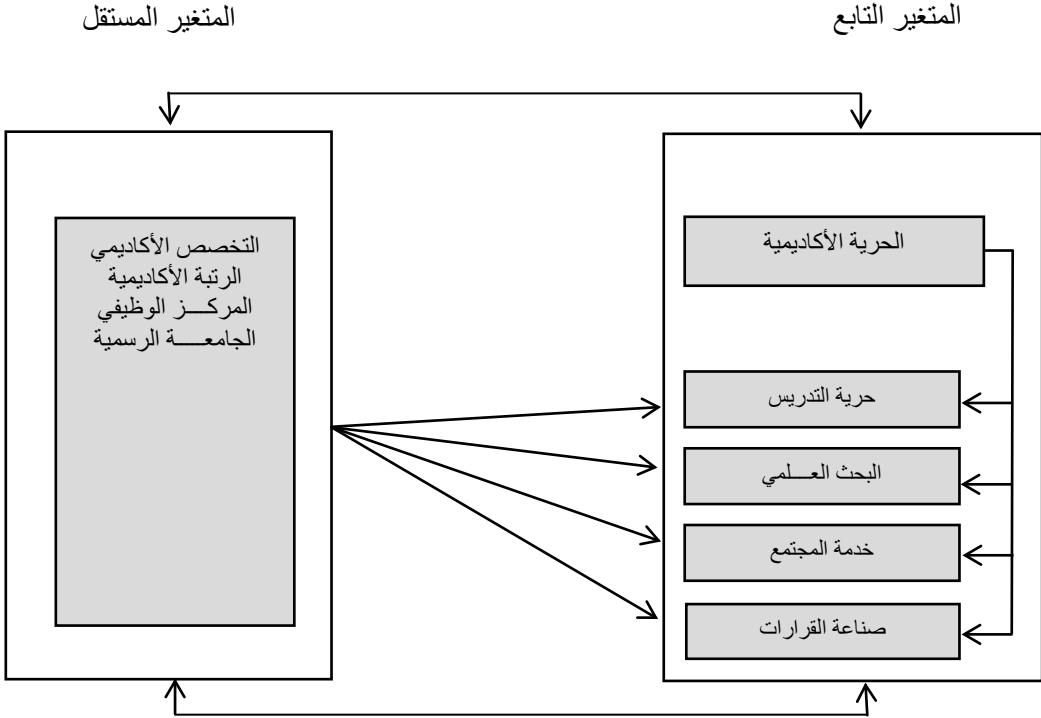 المتغير التابع
المتغير المستقل
الحرية الأكاديمية
حرية التدريس
البحث العـــلمي
خدمة المجتمع
صناعة القرارات
التخصص الأكاديمي
الرتبة الأكاديمية
المركـــز الوظيفي
الجامعـــة الرسمية